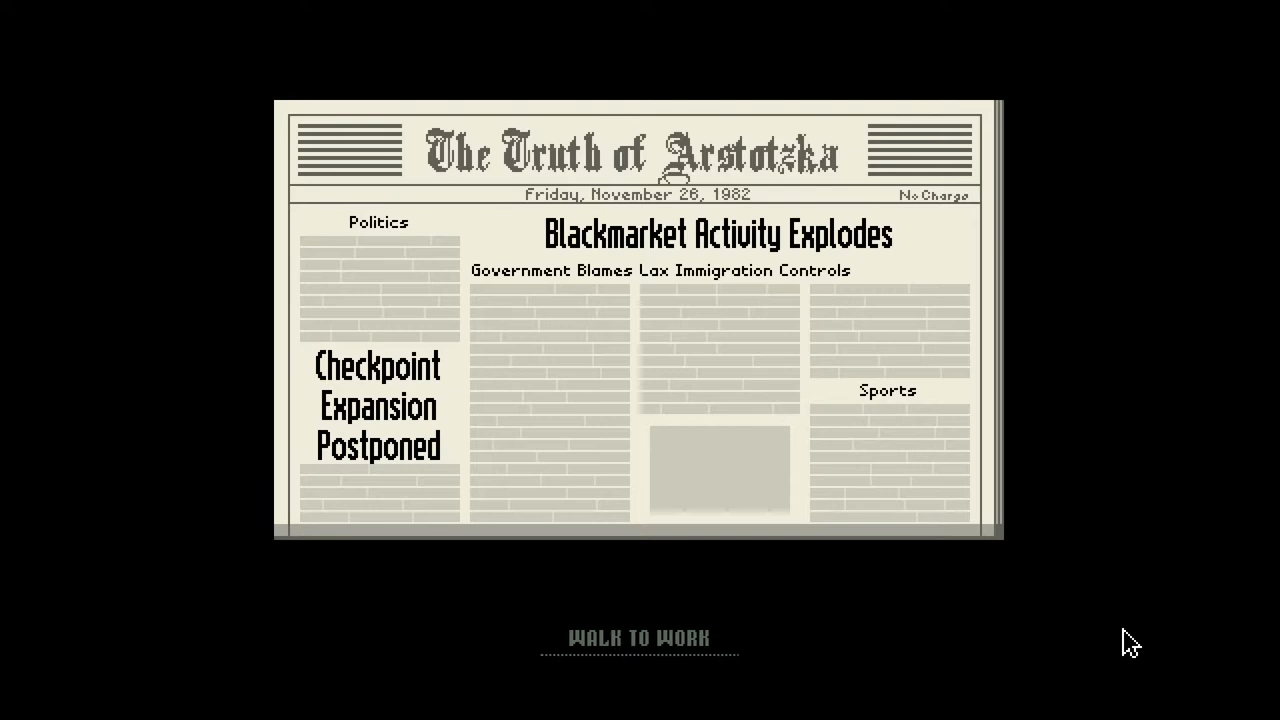 The Truth of Arstotzka
Friday, November 26, 1982
No Charge
Politics
Blackmarket Activity Explodes
Government Blames Lax Immigration Controls
Checkpoint
Expansion
Postponed
Sports
WALK TO WORK